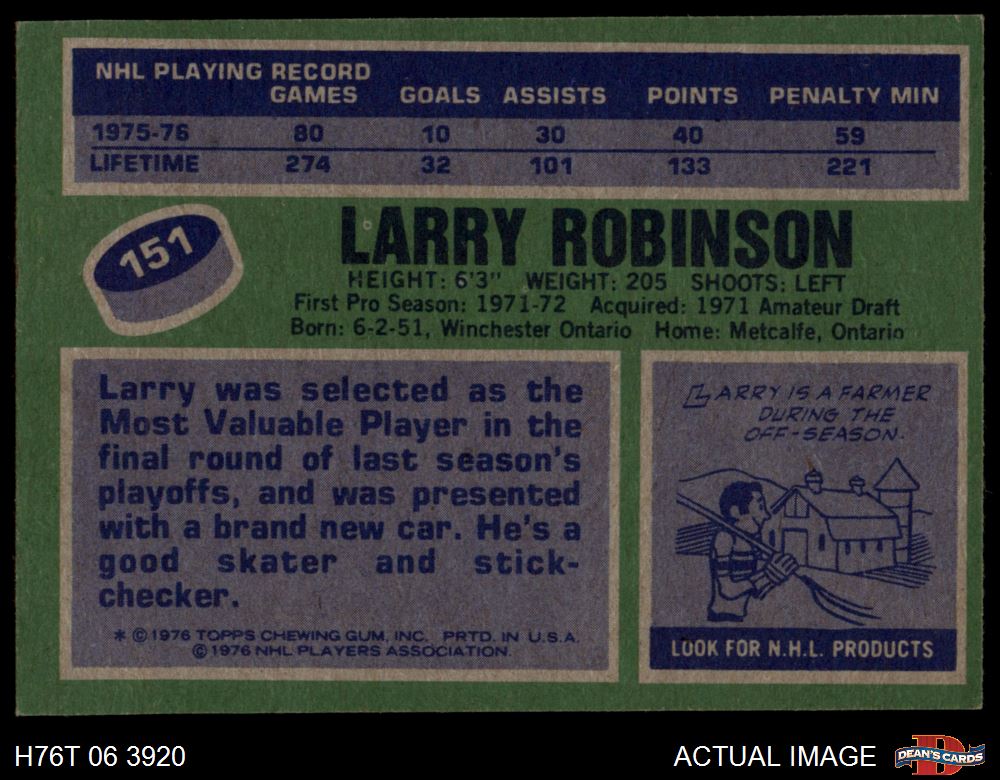 NHL PLAYING RECORD
GAMES GOALS ASSISTS POINTS PENALTY MIN
1975-76 80 10 30 40 59
LIFETIME 274 32 101 133 221
151
LARRY ROBINSON
HEIGHT: 6'3" WEIGHT: 205 SHOOTS: LEFT
First Pro Season: 1971-72 Acquired: 1971 Amateur Draft
Born: 6-2-51, Winchester Ontario Home: Metcalfe, Ontario
Larry was selected as the
Most Valuable Player in the
final round of last season's
playoffs, and was presented
with a brand new car. He's a
good skater and stick-
checker.
* © 1976 TOPPS CHEWING GUM, INC. PRTD. IN U.S.A.
© 1976 NHL PLAYERS ASSOCIATION.
LARRY IS A FARMER
DURING THE
OFF-SEASON.
LOOK FOR N.H.L. PRODUCTS
H76T 06 3920
ACTUAL IMAGE
D
DEAN'S CARDS